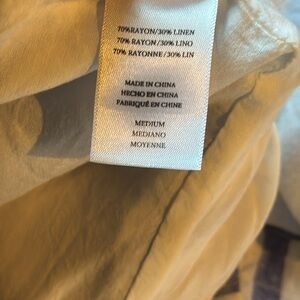 70%RAYON/30% LINEN
70% RAYON/30% LINO
70% RAYONNE/30% LIN
MADE IN CHINA
HECHO EN CHINA
FABRIQUÉ EN CHINE
MEDIUM
MEDIANO
MOYENNE